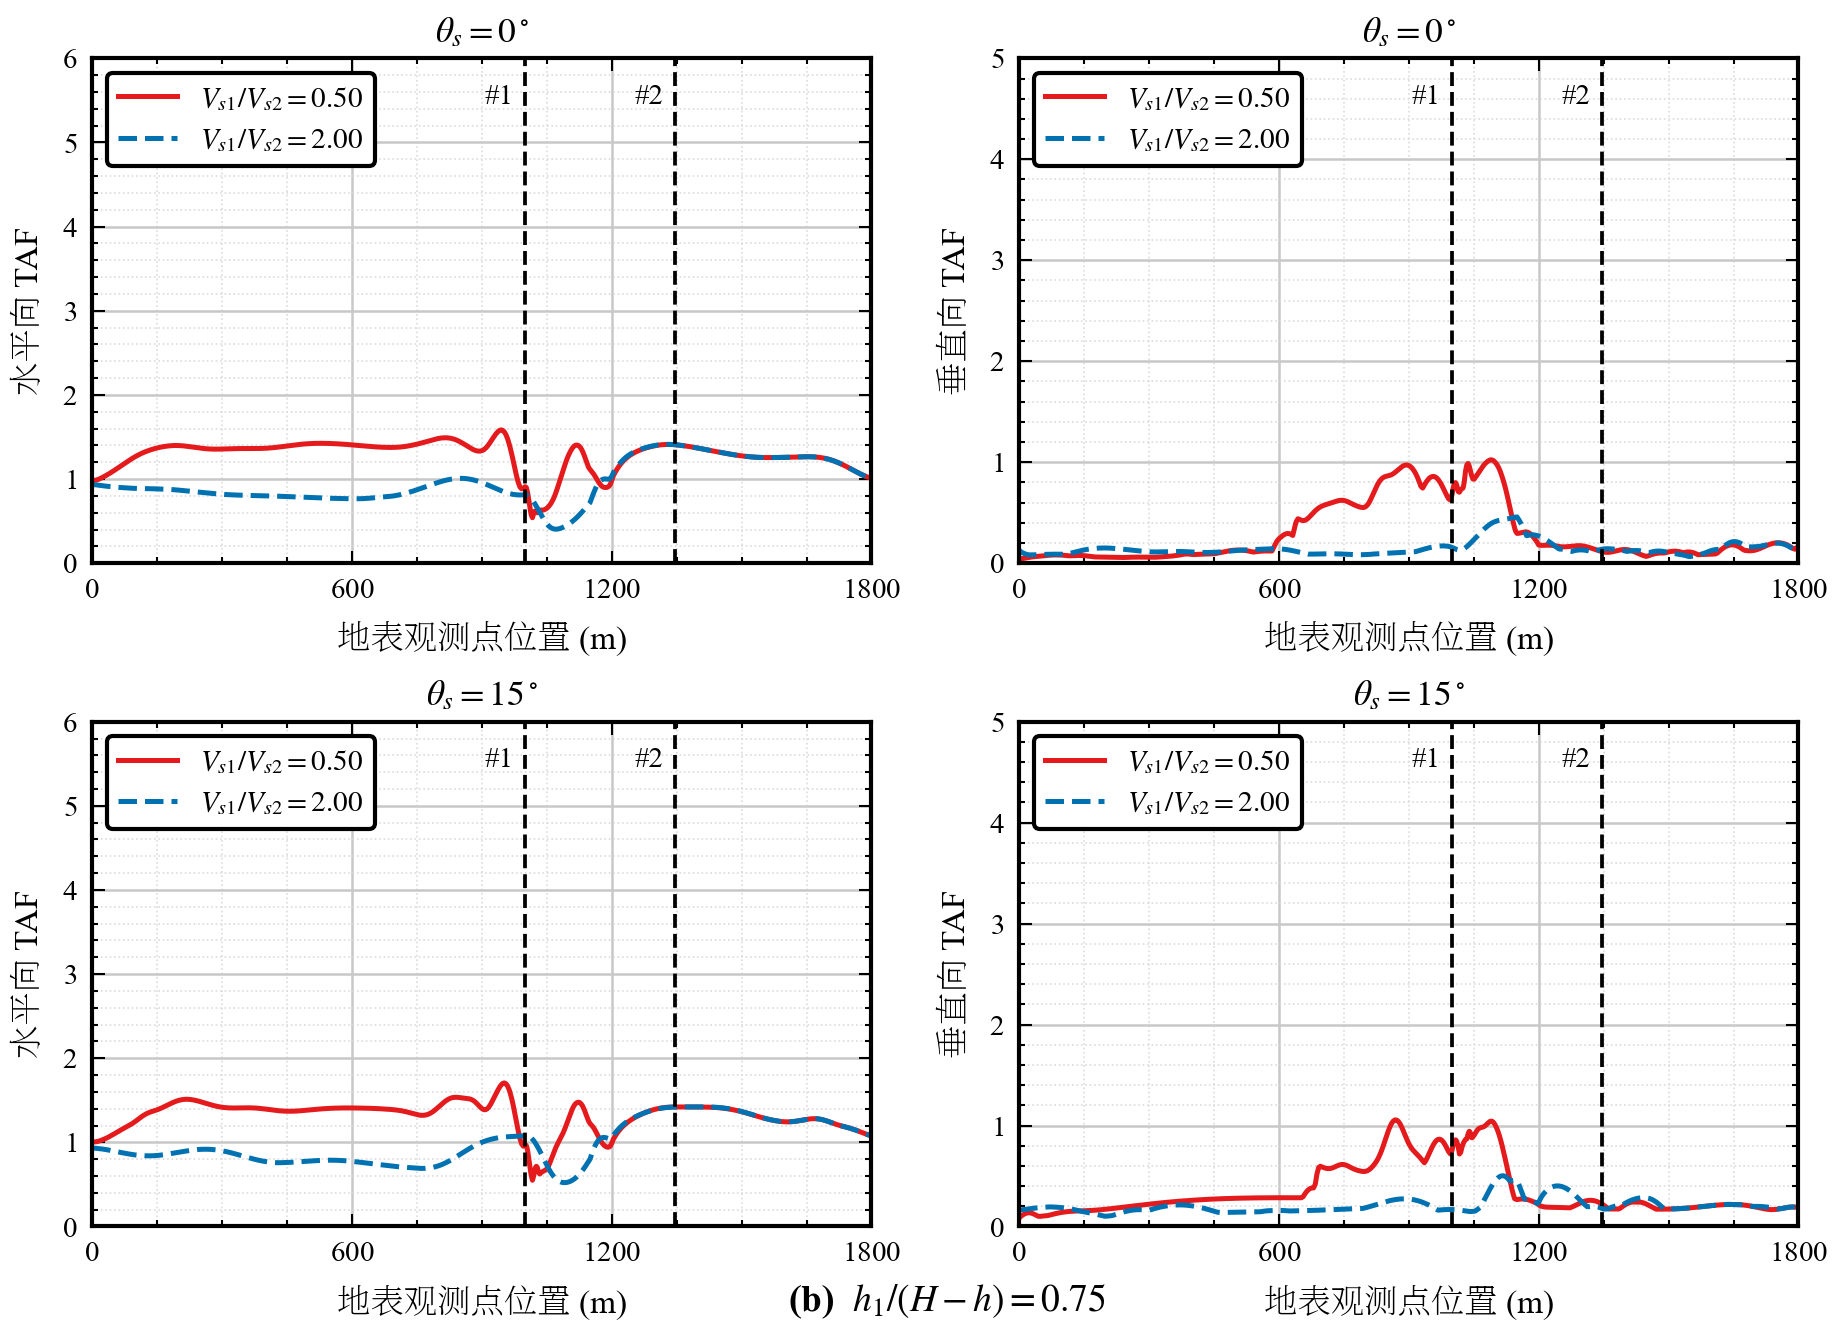 θs = 0°
6
5
4
3
2
1
0
水平向 TAF
Vs1/Vs2 = 0.50
Vs1/Vs2 = 2.00
#1
#2
0
600
1200
1800
地表观测点位置 (m)
θs = 0°
5
4
3
2
1
0
垂直向 TAF
Vs1/Vs2 = 0.50
Vs1/Vs2 = 2.00
#1
#2
0
600
1200
1800
地表观测点位置 (m)
θs = 15°
6
5
4
3
2
1
0
水平向 TAF
Vs1/Vs2 = 0.50
Vs1/Vs2 = 2.00
#1
#2
0
600
1200
1800
地表观测点位置 (m)
θs = 15°
5
4
3
2
1
0
垂直向 TAF
Vs1/Vs2 = 0.50
Vs1/Vs2 = 2.00
#1
#2
0
600
1200
1800
地表观测点位置 (m)
(b) h1/(H − h) = 0.75